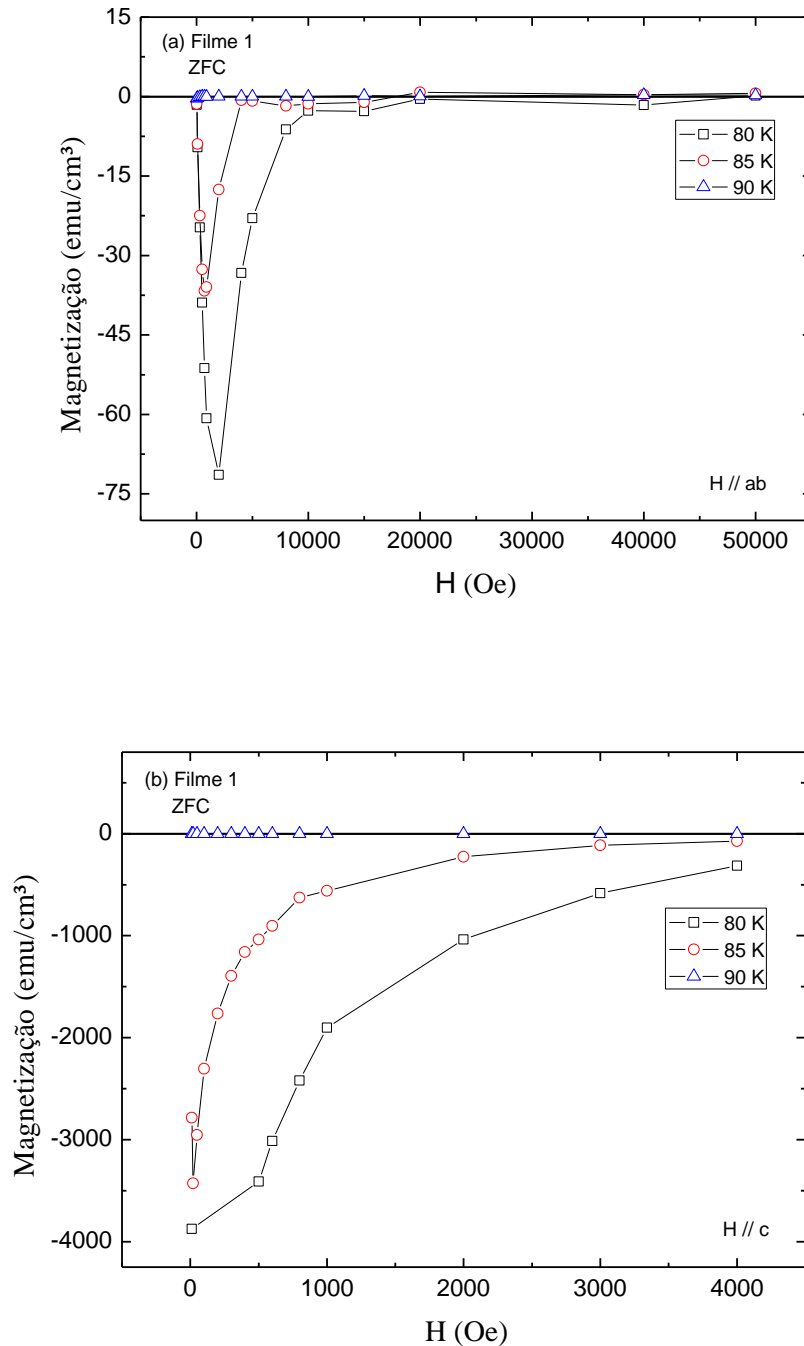 15
(a) Filme 1
ZFC
0
80 K
85 K
90 K
-15
-30
-45
-60
-75
Magnetização (emu/cm³)
H // ab
0
10000
20000
30000
40000
50000
H (Oe)
(b) Filme 1
ZFC
0
80 K
85 K
90 K
-1000
-2000
-3000
-4000
Magnetização (emu/cm³)
H // c
0
1000
2000
3000
4000
H (Oe)